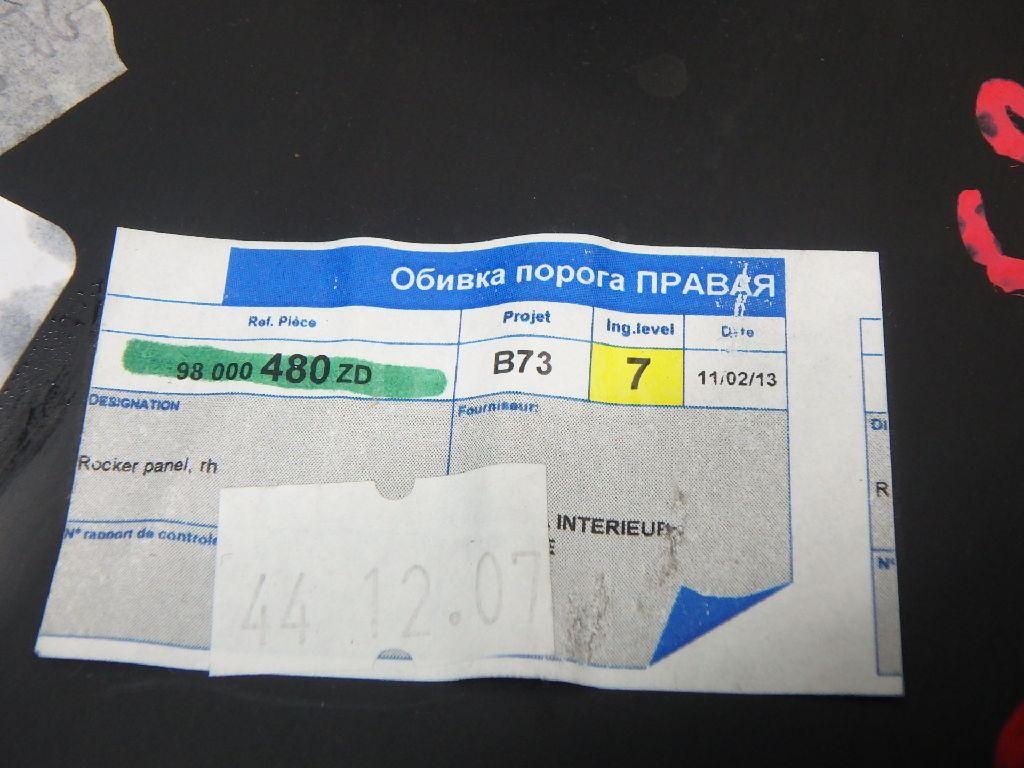 Обивка порога ПРАВАЯ
Ref. Pièce Projet Ing.level Date
98 000 480 ZD B73 7 11/02/13
DESIGNATION Fournisseur:
Rocker panel, rh
INTERIEUR
N° rapport de controle
44 12.07
DI
R
N°